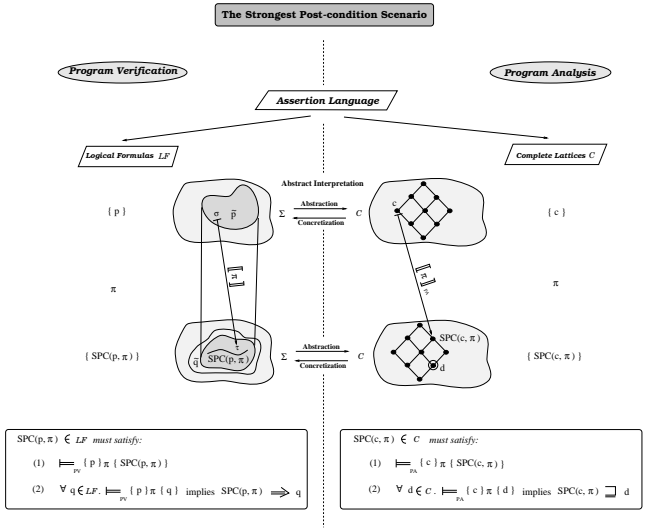 The Strongest Post-condition Scenario
Program Verification
Program Analysis
Assertion Language
Logical Formulas LF
Complete Lattices C
Abstract Interpretation
{ p }
σ
p̃
Σ
Abstraction
Concretization
C
c
{ c }
π
⟦ π ⟧
⟦ π ⟧ PA
π
{ SPC(p, π) }
q̃
τ
SPC(p, π)
Σ
Abstraction
Concretization
C
SPC(c, π)
d
{ SPC(c, π) }
SPC(p, π) ∈ LF must satisfy:
(1) ⊨PV { p } π { SPC(p, π) }
(2) ∀ q ∈ LF . ⊨PV { p } π { q } implies SPC(p, π) ⟹ q
SPC(c, π) ∈ C must satisfy:
(1) ⊨PA { c } π { SPC(c, π) }
(2) ∀ d ∈ C . ⊨PA { c } π { d } implies SPC(c, π) ⊒ d